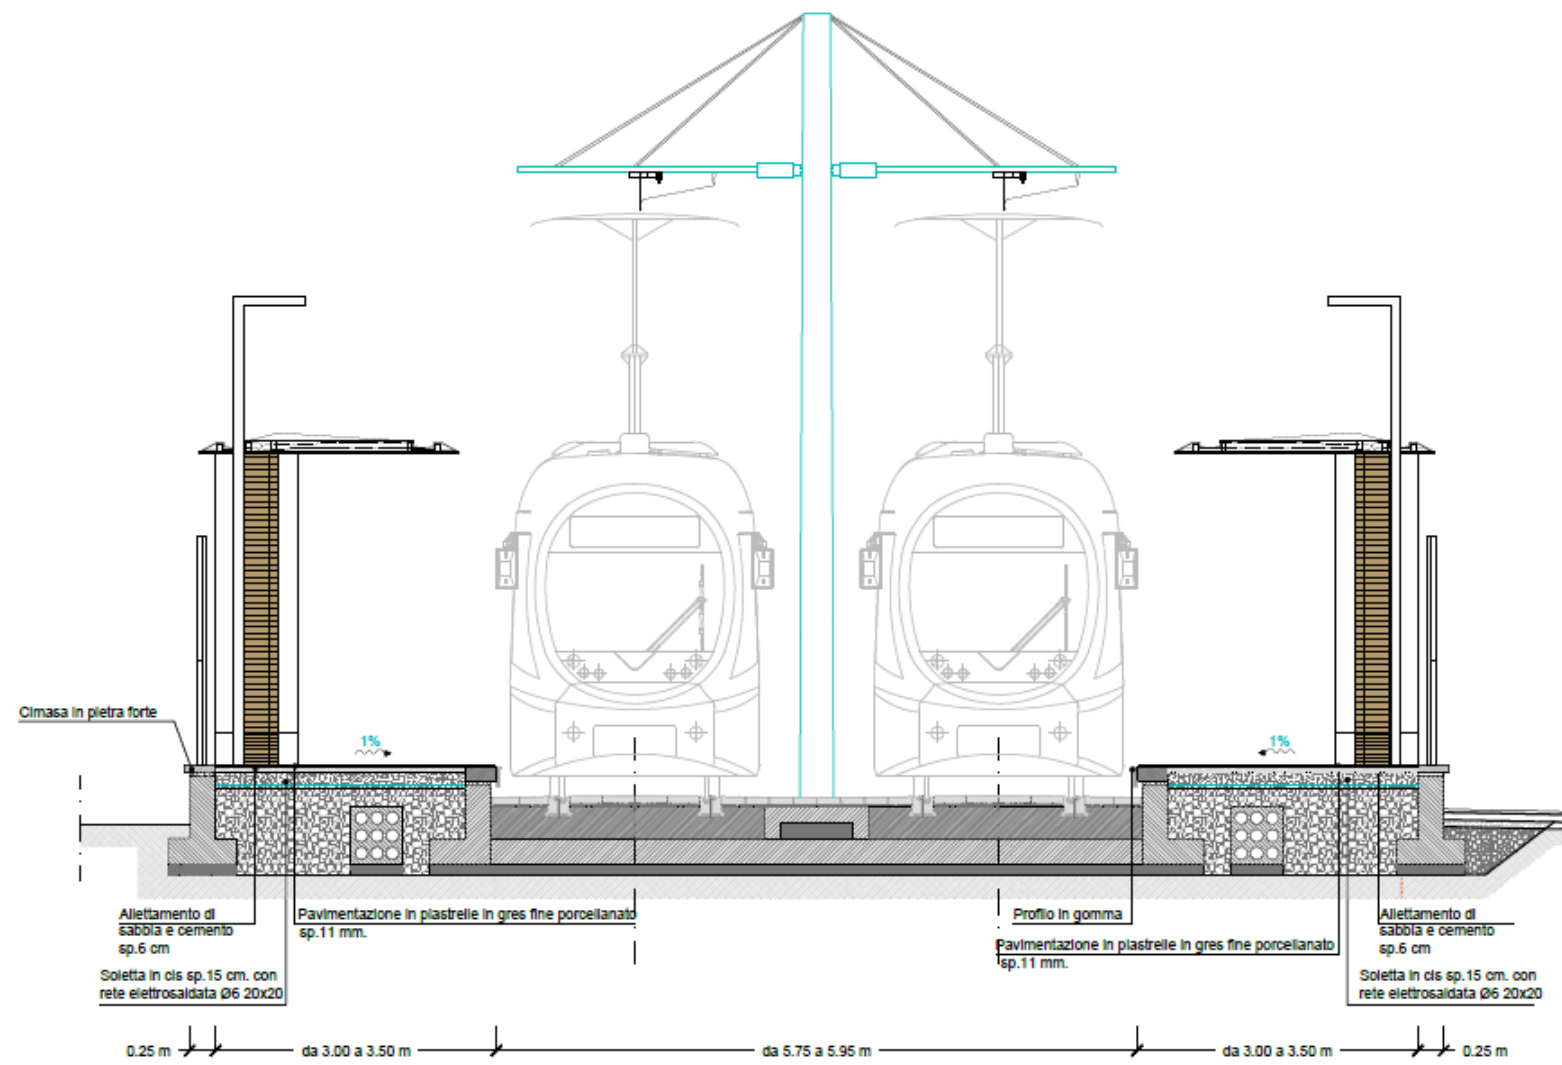 Cimasa in pietra forte
1%
1%
Allettamento di
sabbia e cemento
sp.6 cm
Pavimentazione in piastrelle in gres fine porcellanato
sp.11 mm.
Soletta in cls sp.15 cm. con
rete elettrosaldata Ø6 20x20
Profilo in gomma
Pavimentazione in piastrelle in gres fine porcellanato
sp.11 mm.
Allettamento di
sabbia e cemento
sp.6 cm
Soletta in cls sp.15 cm. con
rete elettrosaldata Ø6 20x20
0.25 m
da 3.00 a 3.50 m
da 5.75 a 5.95 m
da 3.00 a 3.50 m
0.25 m